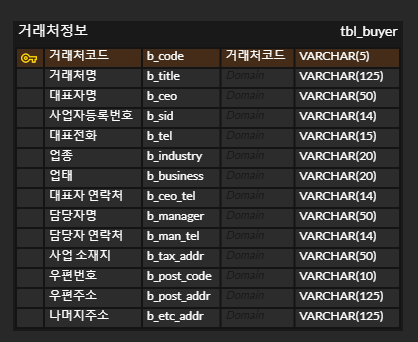 거래처정보 tbl_buyer
거래처코드 b_code 거래처코드 VARCHAR(5)
거래처명 b_title Domain VARCHAR(125)
대표자명 b_ceo Domain VARCHAR(50)
사업자등록번호 b_sid Domain VARCHAR(14)
대표전화 b_tel Domain VARCHAR(15)
업종 b_industry Domain VARCHAR(20)
업태 b_business Domain VARCHAR(20)
대표자 연락처 b_ceo_tel Domain VARCHAR(14)
담당자명 b_manager Domain VARCHAR(50)
담당자 연락처 b_man_tel Domain VARCHAR(14)
사업 소재지 b_tax_addr Domain VARCHAR(50)
우편번호 b_post_code Domain VARCHAR(10)
우편주소 b_post_addr Domain VARCHAR(125)
나머지주소 b_etc_addr Domain VARCHAR(125)